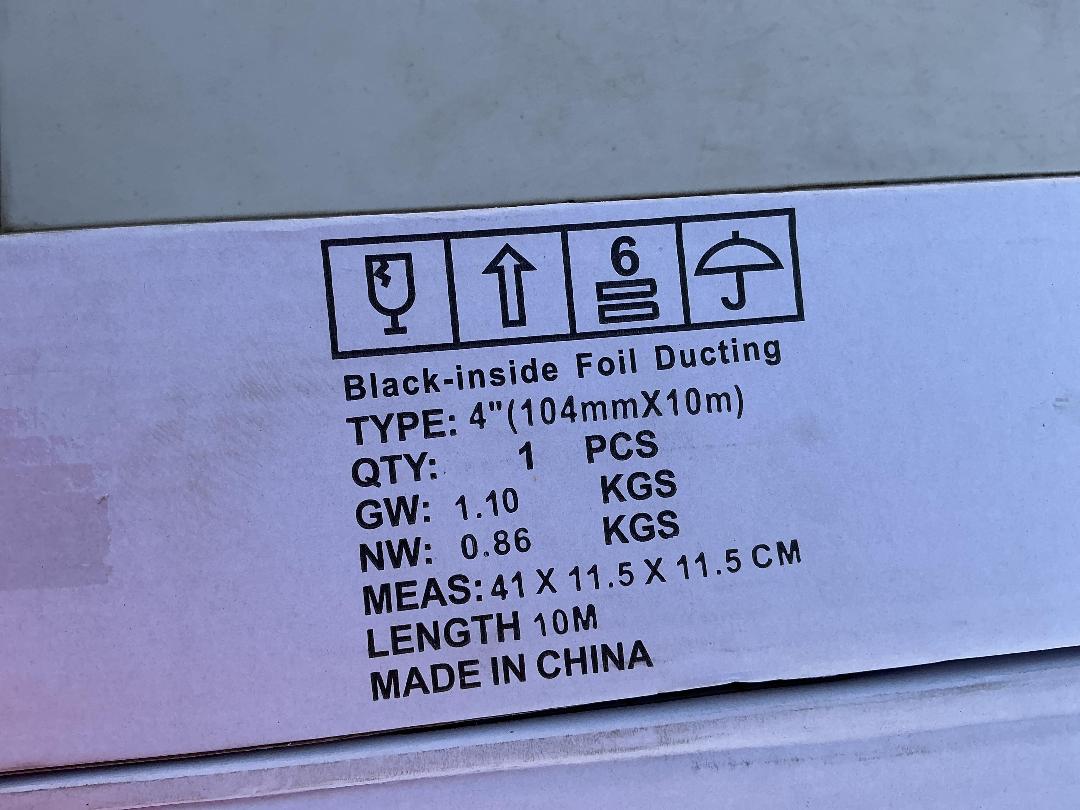 6
Black-inside Foil Ducting
TYPE: 4"(104mmX10m)
QTY: 1 PCS
GW: 1.10 KGS
NW: 0.86 KGS
MEAS: 41 X 11.5 X 11.5 CM
LENGTH 10M
MADE IN CHINA